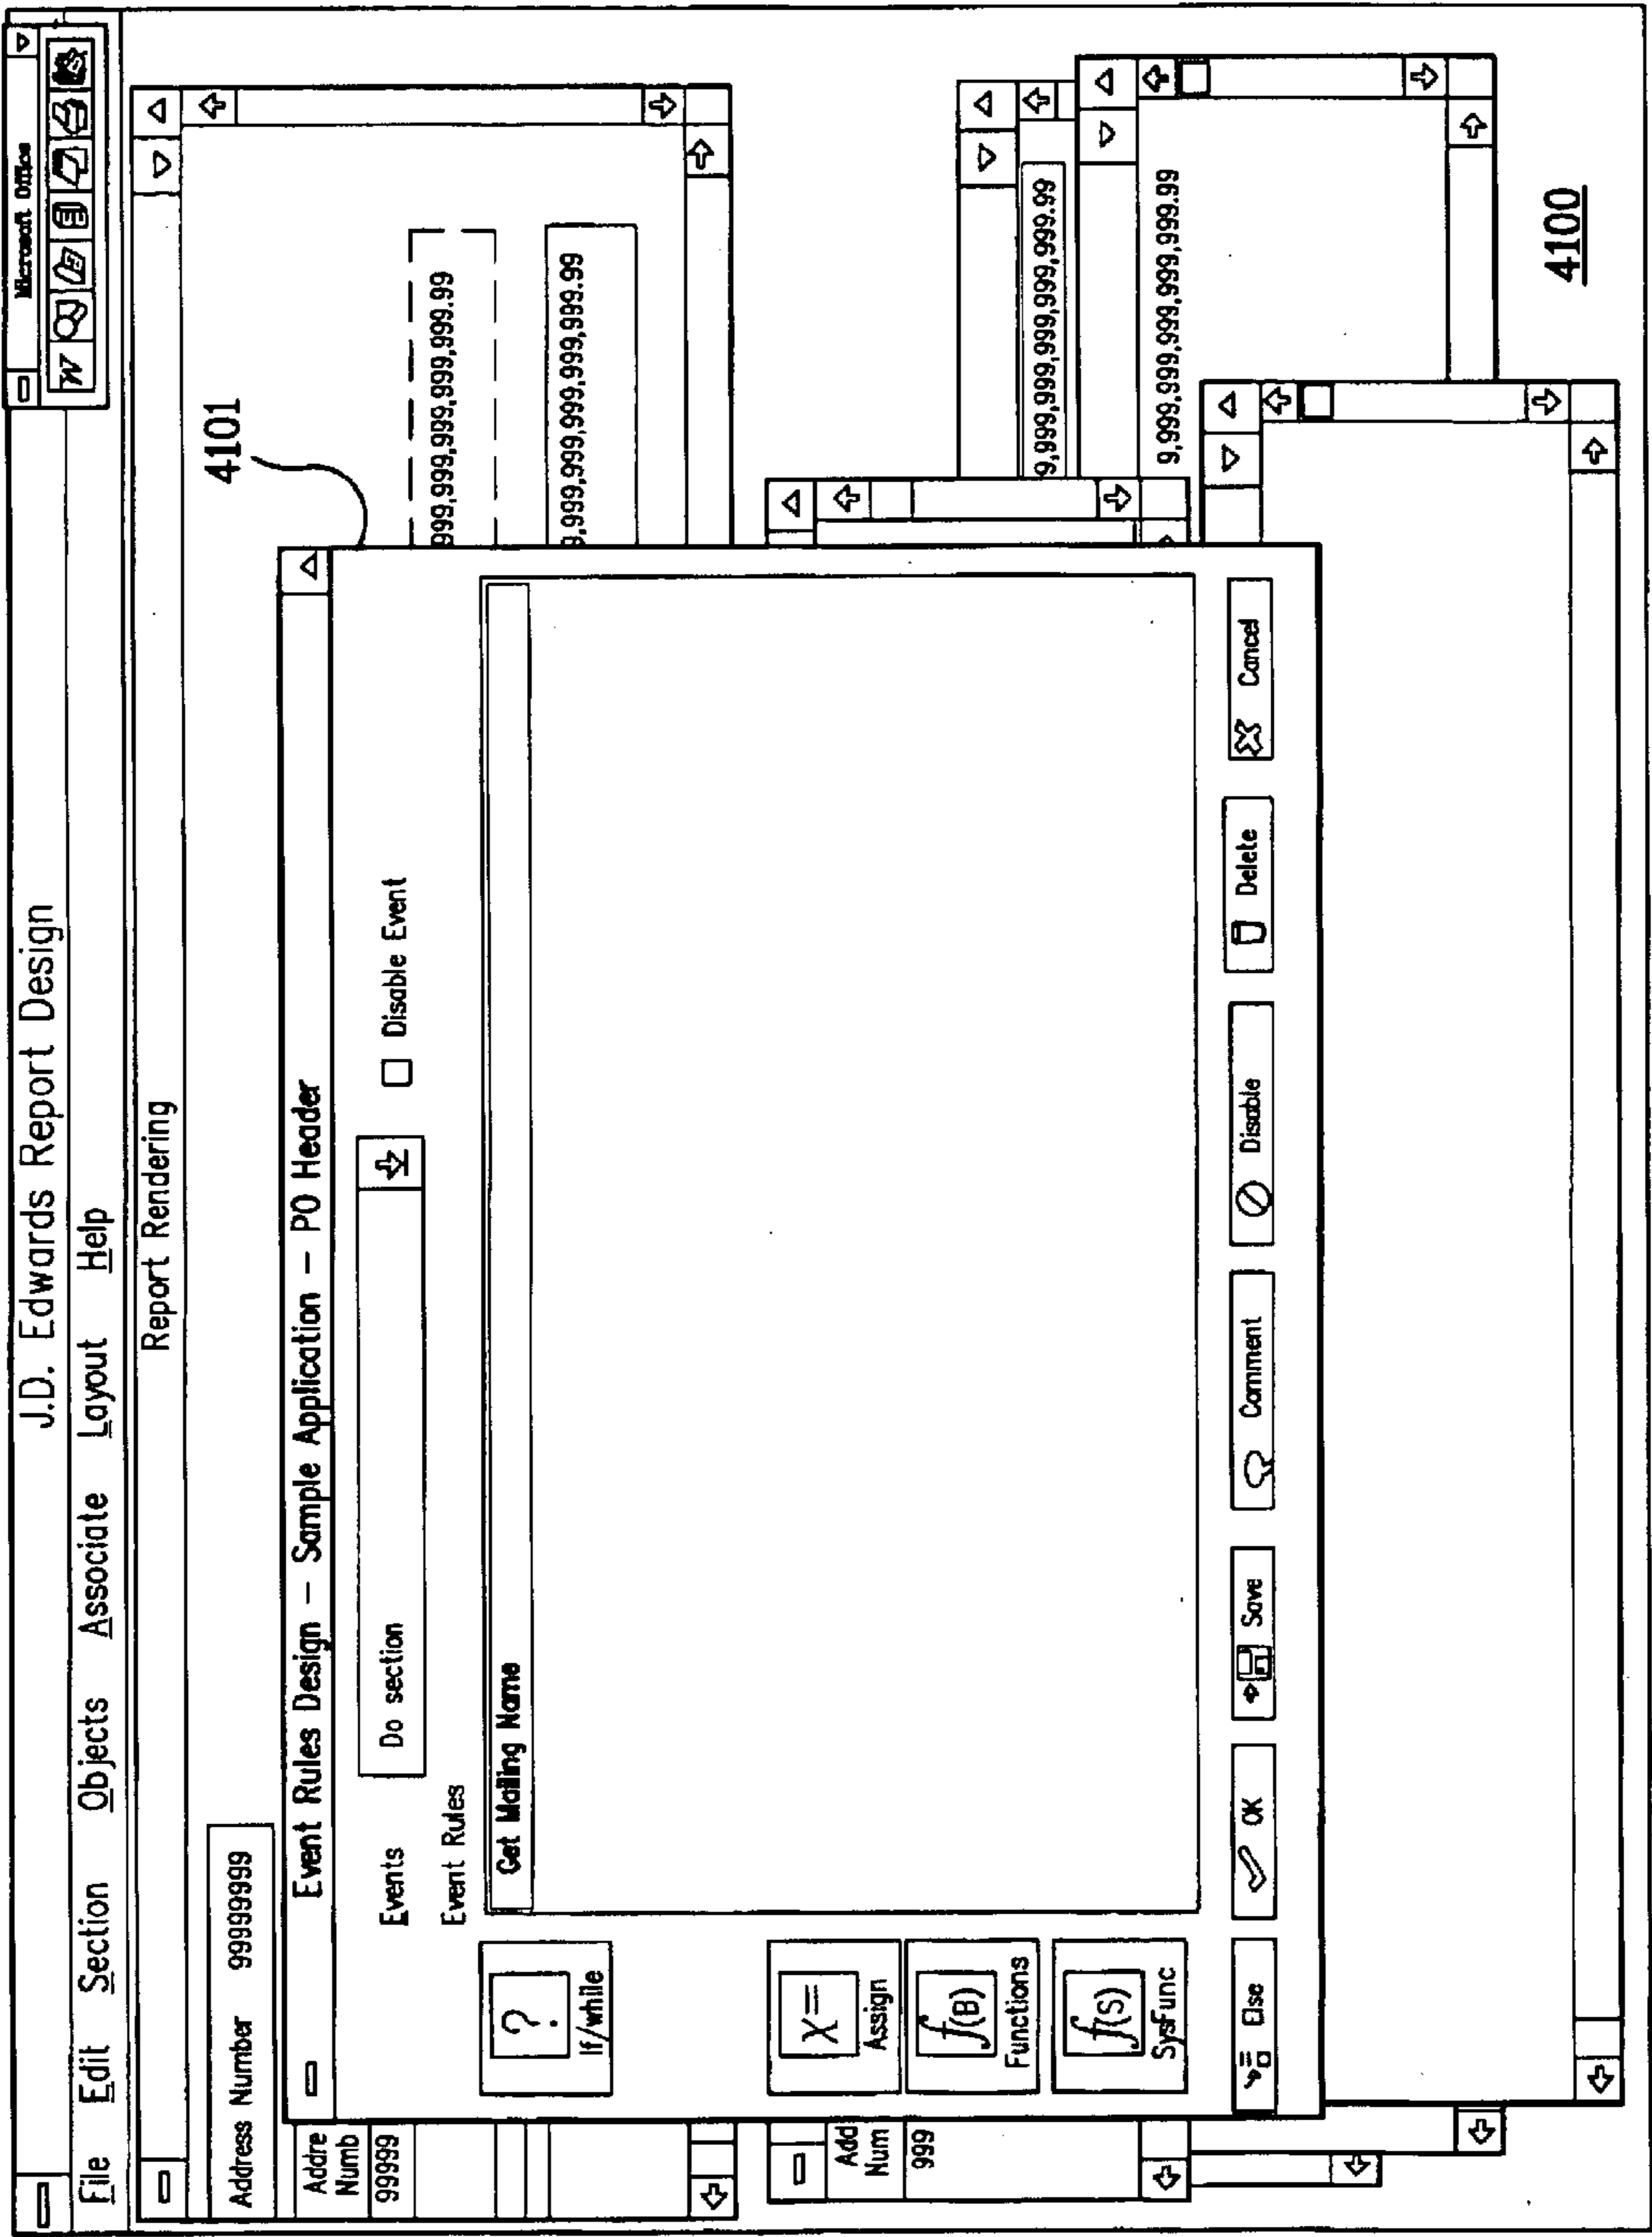 J.D. Edwards Report Design
Microsoft Office
W
File Edit Section Objects Associate Layout Help
Report Rendering
Address Number 99999999
4101
Addre
Numb
99999
999,999,999,999,999,999.99
9,999,999,999,999,999,999.99
Event Rules Design – Sample Application – PO Header
Events Do section Disable Event
Event Rules
Get Mailing Name
?
If/while
X=
Assign
f(B)
Functions
f(S)
SysFunc
Else OK Save Comment Disable Delete Cancel
Add
Num
999
9,999,999,999,999,999,999.99
9,999,999,999,999,999,999.99
4100